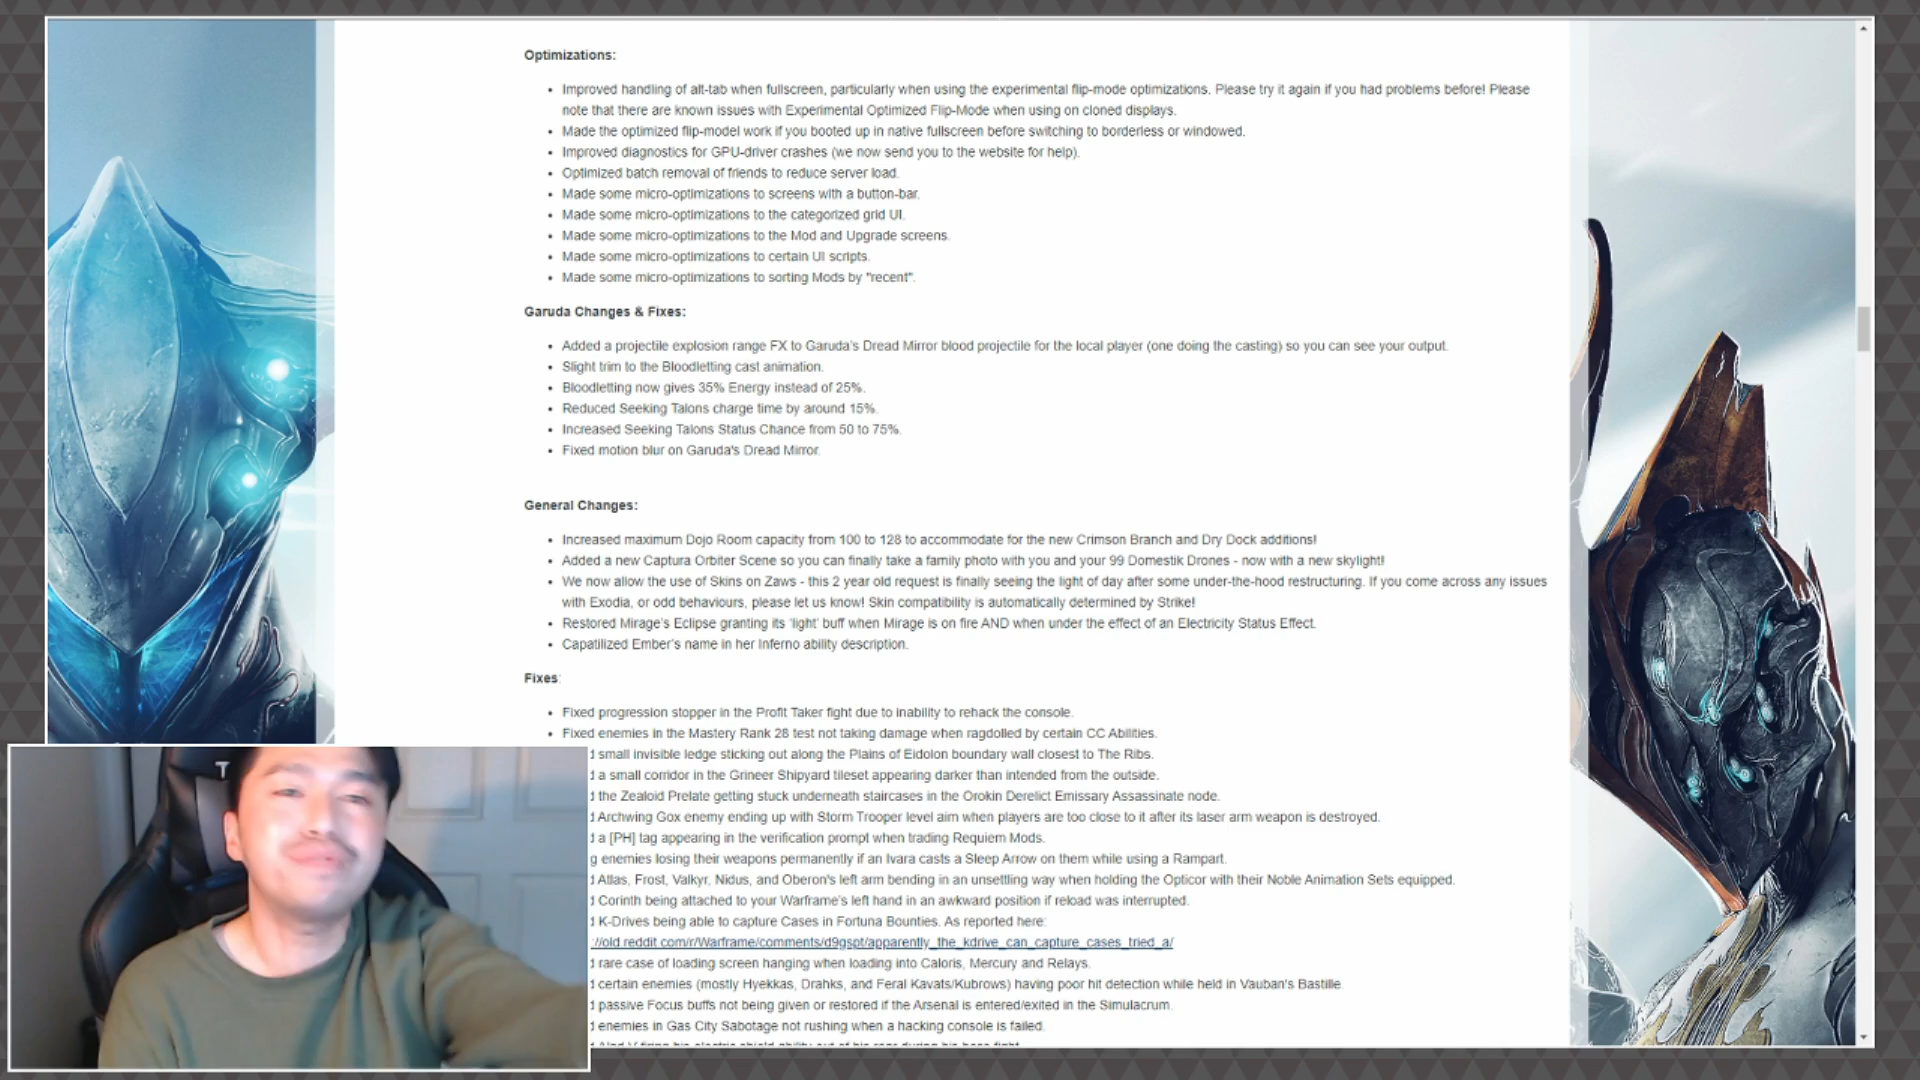 Optimizations:
Improved handling of alt-tab when fullscreen, particularly when using the experimental flip-mode optimizations. Please try it again if you had problems before! Please
note that there are known issues with Experimental Optimized Flip-Mode when using on cloned displays.
Made the optimized flip-model work if you booted up in native fullscreen before switching to borderless or windowed.
Improved diagnostics for GPU-driver crashes (we now send you to the website for help).
Optimized batch removal of friends to reduce server load.
Made some micro-optimizations to screens with a button-bar.
Made some micro-optimizations to the categorized grid UI.
Made some micro-optimizations to the Mod and Upgrade screens.
Made some micro-optimizations to certain UI scripts.
Made some micro-optimizations to sorting Mods by "recent".
Garuda Changes & Fixes:
Added a projectile explosion range FX to Garuda's Dread Mirror blood projectile for the local player (one doing the casting) so you can see your output.
Slight trim to the Bloodletting cast animation.
Bloodletting now gives 35% Energy instead of 25%.
Reduced Seeking Talons charge time by around 15%.
Increased Seeking Talons Status Chance from 50 to 75%.
Fixed motion blur on Garuda's Dread Mirror.
General Changes:
Increased maximum Dojo Room capacity from 100 to 128 to accommodate for the new Crimson Branch and Dry Dock additions!
Added a new Captura Orbiter Scene so you can finally take a family photo with you and your 99 Domestik Drones - now with a new skylight!
We now allow the use of Skins on Zaws - this 2 year old request is finally seeing the light of day after some under-the-hood restructuring. If you come across any issues
with Exodia, or odd behaviours, please let us know! Skin compatibility is automatically determined by Strike!
Restored Mirage's Eclipse granting its 'light' buff when Mirage is on fire AND when under the effect of an Electricity Status Effect.
Capatilized Ember's name in her Inferno ability description.
Fixes:
Fixed progression stopper in the Profit Taker fight due to inability to rehack the console.
Fixed enemies in the Mastery Rank 28 test not taking damage when ragdolled by certain CC Abilities.
small invisible ledge sticking out along the Plains of Eidolon boundary wall closest to The Ribs.
a small corridor in the Grineer Shipyard tileset appearing darker than intended from the outside.
the Zealoid Prelate getting stuck underneath staircases in the Orokin Derelict Emissary Assassinate node.
Archwing Gox enemy ending up with Storm Trooper level aim when players are too close to it after its laser arm weapon is destroyed.
a [PH] tag appearing in the verification prompt when trading Requiem Mods.
g enemies losing their weapons permanently if an Ivara casts a Sleep Arrow on them while using a Rampart.
Atlas, Frost, Valkyr, Nidus, and Oberon's left arm bending in an unsettling way when holding the Opticor with their Noble Animation Sets equipped.
Corinth being attached to your Warframe's left hand in an awkward position if reload was interrupted.
K-Drives being able to capture Cases in Fortuna Bounties. As reported here:
://old.reddit.com/r/Warframe/comments/d9gspt/apparently_the_kdrive_can_capture_cases_tried_a/
rare case of loading screen hanging when loading into Caloris, Mercury and Relays.
certain enemies (mostly Hyekkas, Drahks, and Feral Kavats/Kubrows) having poor hit detection while held in Vauban's Bastille.
passive Focus buffs not being given or restored if the Arsenal is entered/exited in the Simulacrum.
enemies in Gas City Sabotage not rushing when a hacking console is failed.